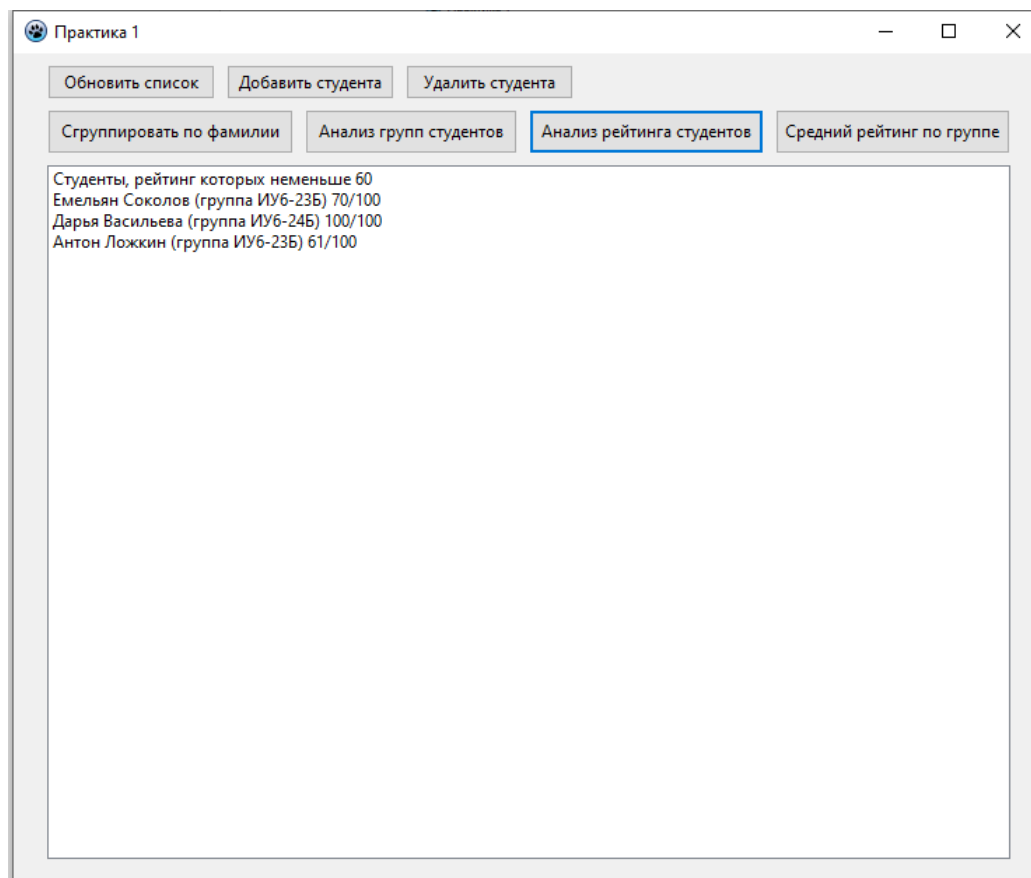 Практика 1
Обновить список Добавить студента Удалить студента
Сгруппировать по фамилии Анализ групп студентов Анализ рейтинга студентов Средний рейтинг по группе
Студенты, рейтинг которых неменьше 60
Емельян Соколов (группа ИУ6-23Б) 70/100
Дарья Васильева (группа ИУ6-24Б) 100/100
Антон Ложкин (группа ИУ6-23Б) 61/100